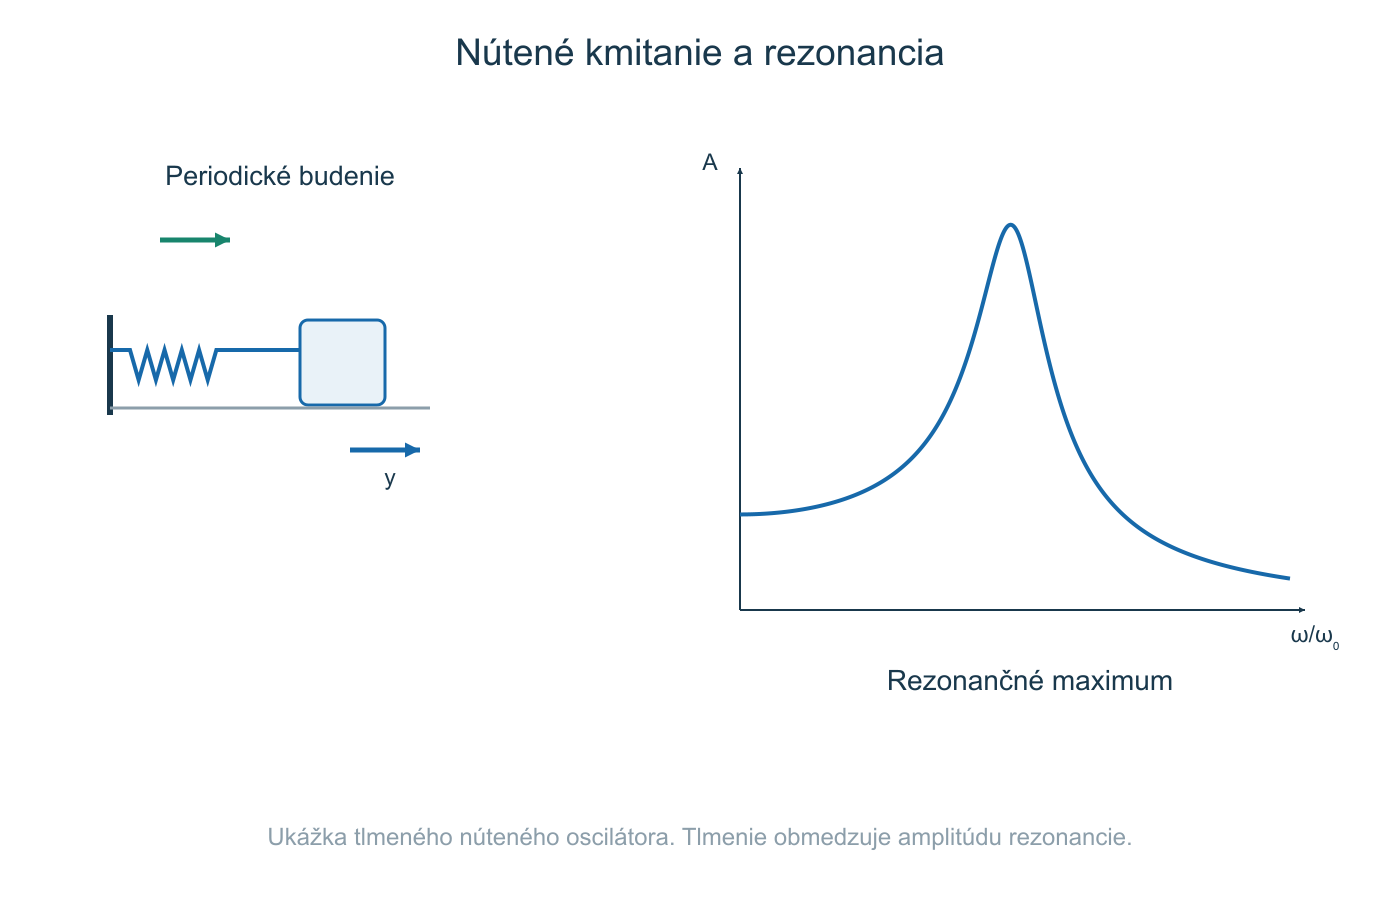 Nútené kmitanie a rezonancia
Periodické budenie
y
A
ω/ω₀
Rezonančné maximum
Ukážka tlmeného núteného oscilátora. Tlmenie obmedzuje amplitúdu rezonancie.